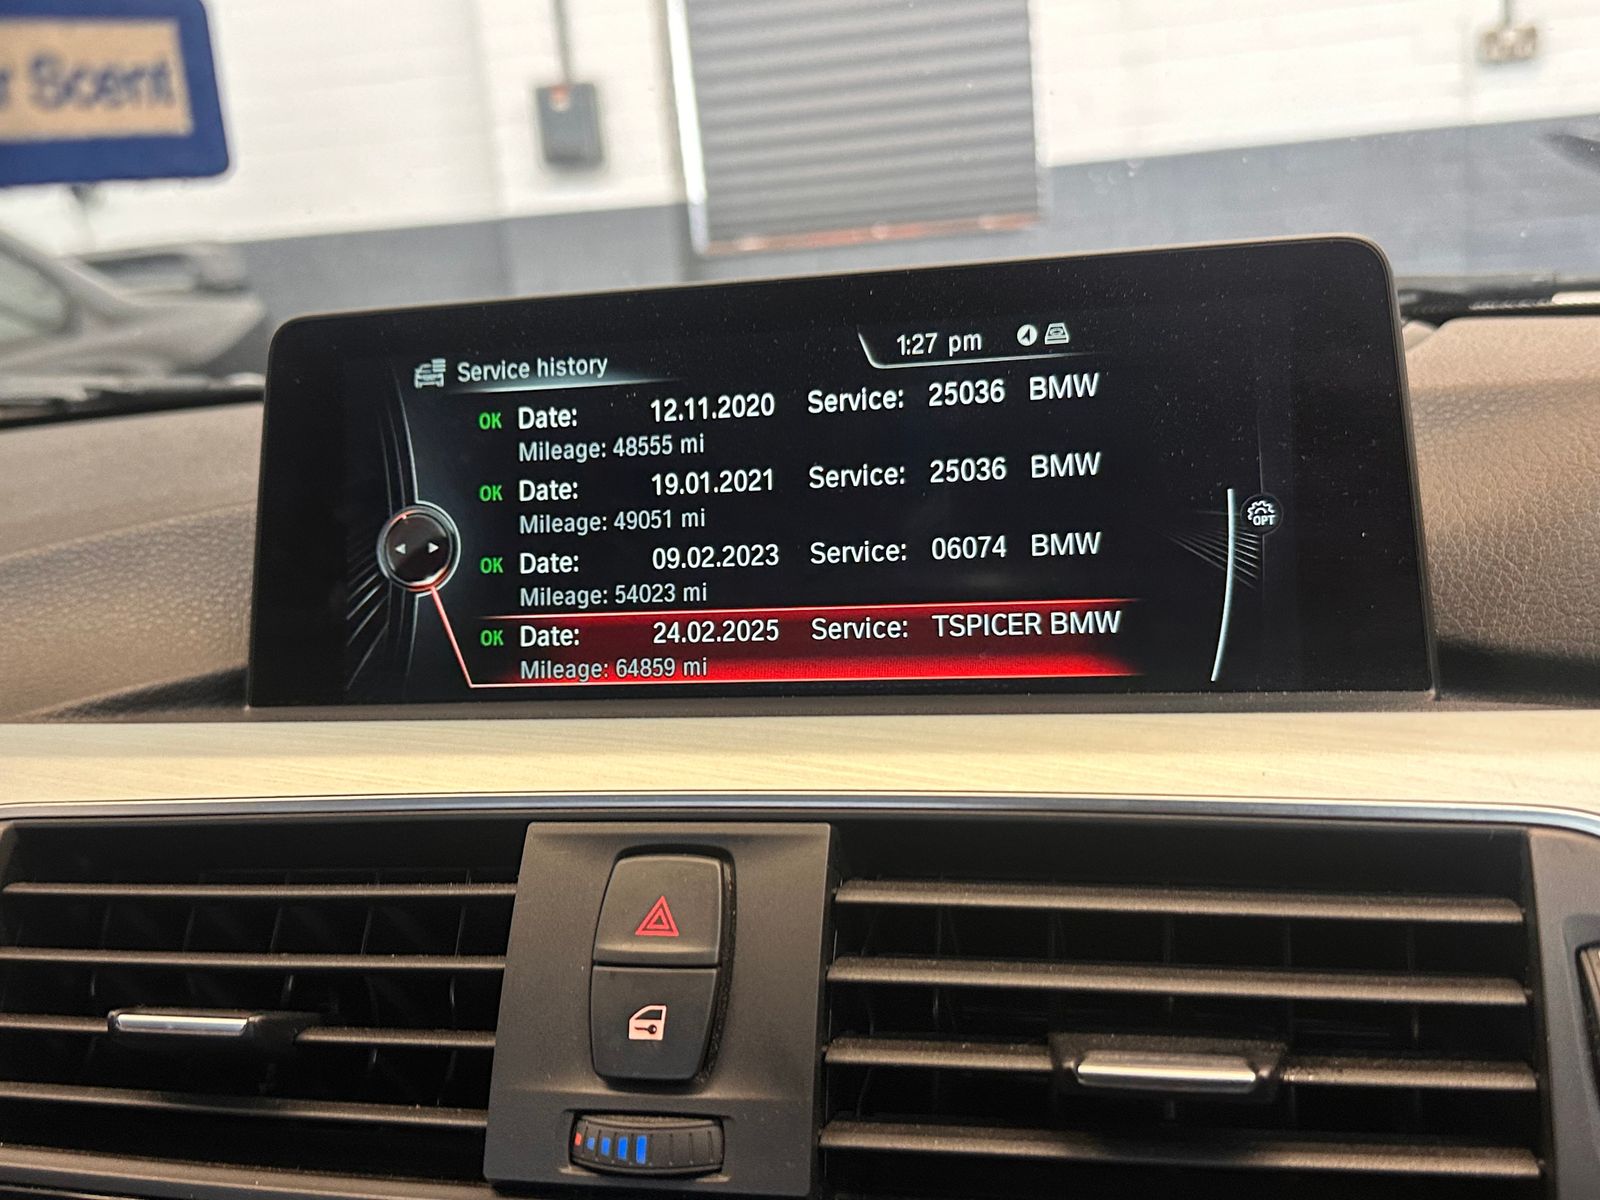 Scent
1:27 pm
Service history
OK Date: 12.11.2020 Service: 25036 BMW
Mileage: 48555 mi
OK Date: 19.01.2021 Service: 25036 BMW
Mileage: 49051 mi
OK Date: 09.02.2023 Service: 06074 BMW
Mileage: 54023 mi
OK Date: 24.02.2025 Service: TSPICER BMW
Mileage: 64859 mi
OPT